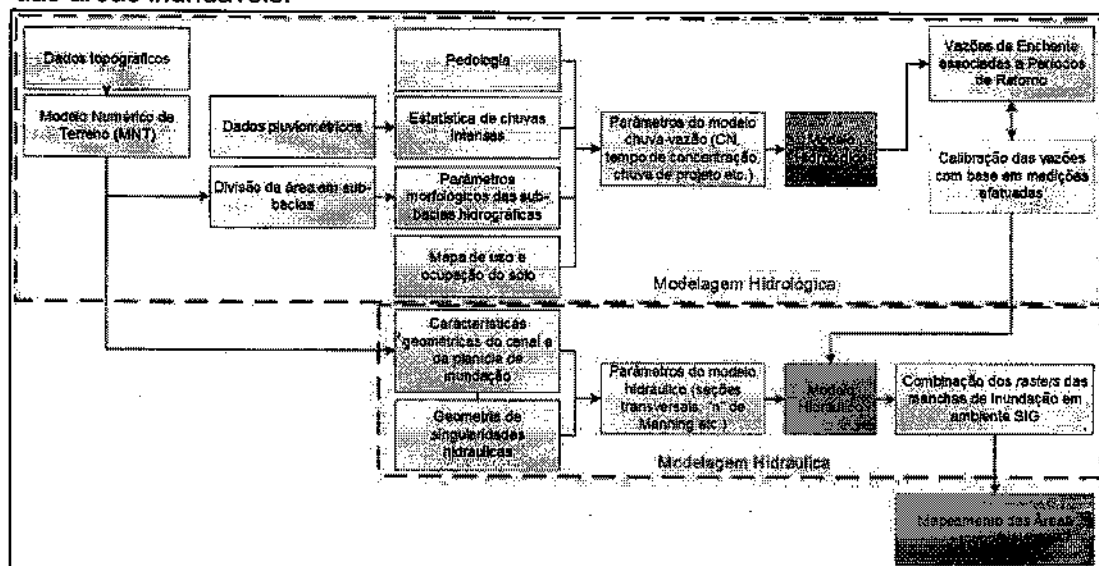 Dados topográficos
Modelo Numérico de
Terreno (MNT)
Dados pluviométricos
Divisão da área em sub-
bacias
Pedologia
Estatística de chuvas
intensas
Parâmetros
morfológicos das sub-
bacias hidrográficas
Mapa de uso e
ocupação do solo
Parâmetros do modelo
chuva-vazão (CN,
tempo de concentração,
chuva de projeto etc.)
Modelo
Hidrológico
Vazões de Enchente
associadas a Períodos
de Retorno
Calibração das vazões
com base em medições
efetuadas
Modelagem Hidrológica
Características
geométricas do canal e
da planície de
inundação
Geometria de
singularidades
hidráulicas
Parâmetros do modelo
hidráulico (seções
transversais, "n" de
Manning etc.)
Modelo
Hidráulico
Combinação dos rasters das
manchas de inundação em
ambiente SIG
Modelagem Hidráulica
Mapeamento das Áreas